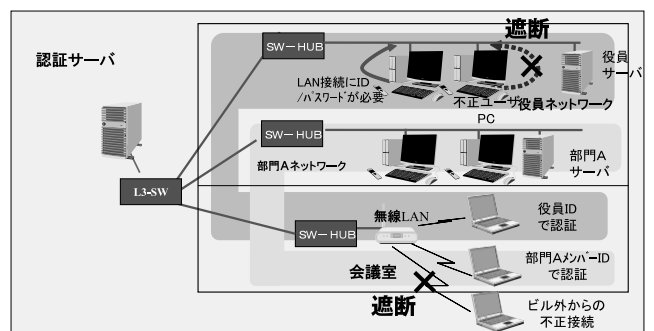 遮断
認証サーバ
SW－HUB
役員
サーバ
LAN接続にID
/パスワードが必要
不正ユーザ
役員ネットワーク
PC
SW－HUB
部門Aネットワーク
部門A
サーバ
L3-SW
無線LAN
SW－HUB
役員ID
で認証
会議室
部門AメンバーID
で認証
遮断
ビル外からの
不正接続